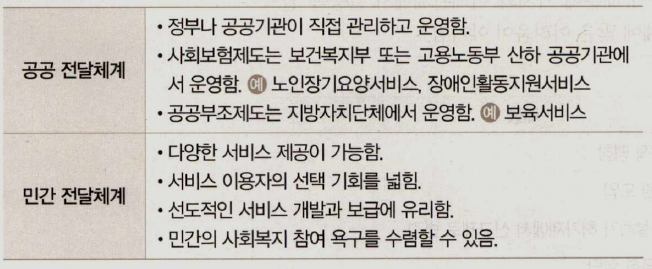 공공 전달체계
• 정부나 공공기관이 직접 관리하고 운영함.
• 사회보험제도는 보건복지부 또는 고용노동부 산하 공공기관에
서 운영함. 예 노인장기요양서비스, 장애인활동지원서비스
• 공공부조제도는 지방자치단체에서 운영함. 예 보육서비스
민간 전달체계
• 다양한 서비스 제공이 가능함.
• 서비스 이용자의 선택 기회를 넓힘.
• 선도적인 서비스 개발과 보급에 유리함.
• 민간의 사회복지 참여 욕구를 수렴할 수 있음.